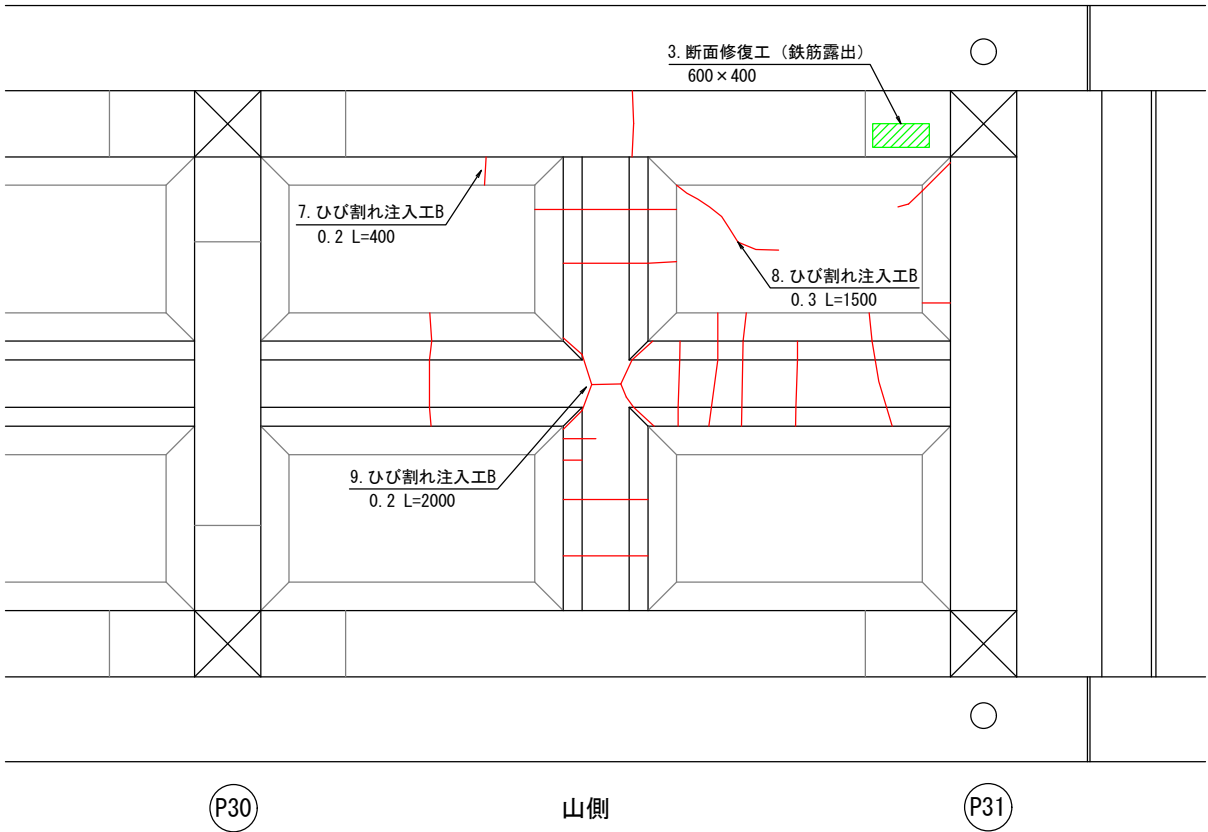 3. 断面修復工（鉄筋露出）
600×400
7. ひび割れ注入工B
0.2 L=400
8. ひび割れ注入工B
0.3 L=1500
9. ひび割れ注入工B
0.2 L=2000
P30
山側
P31